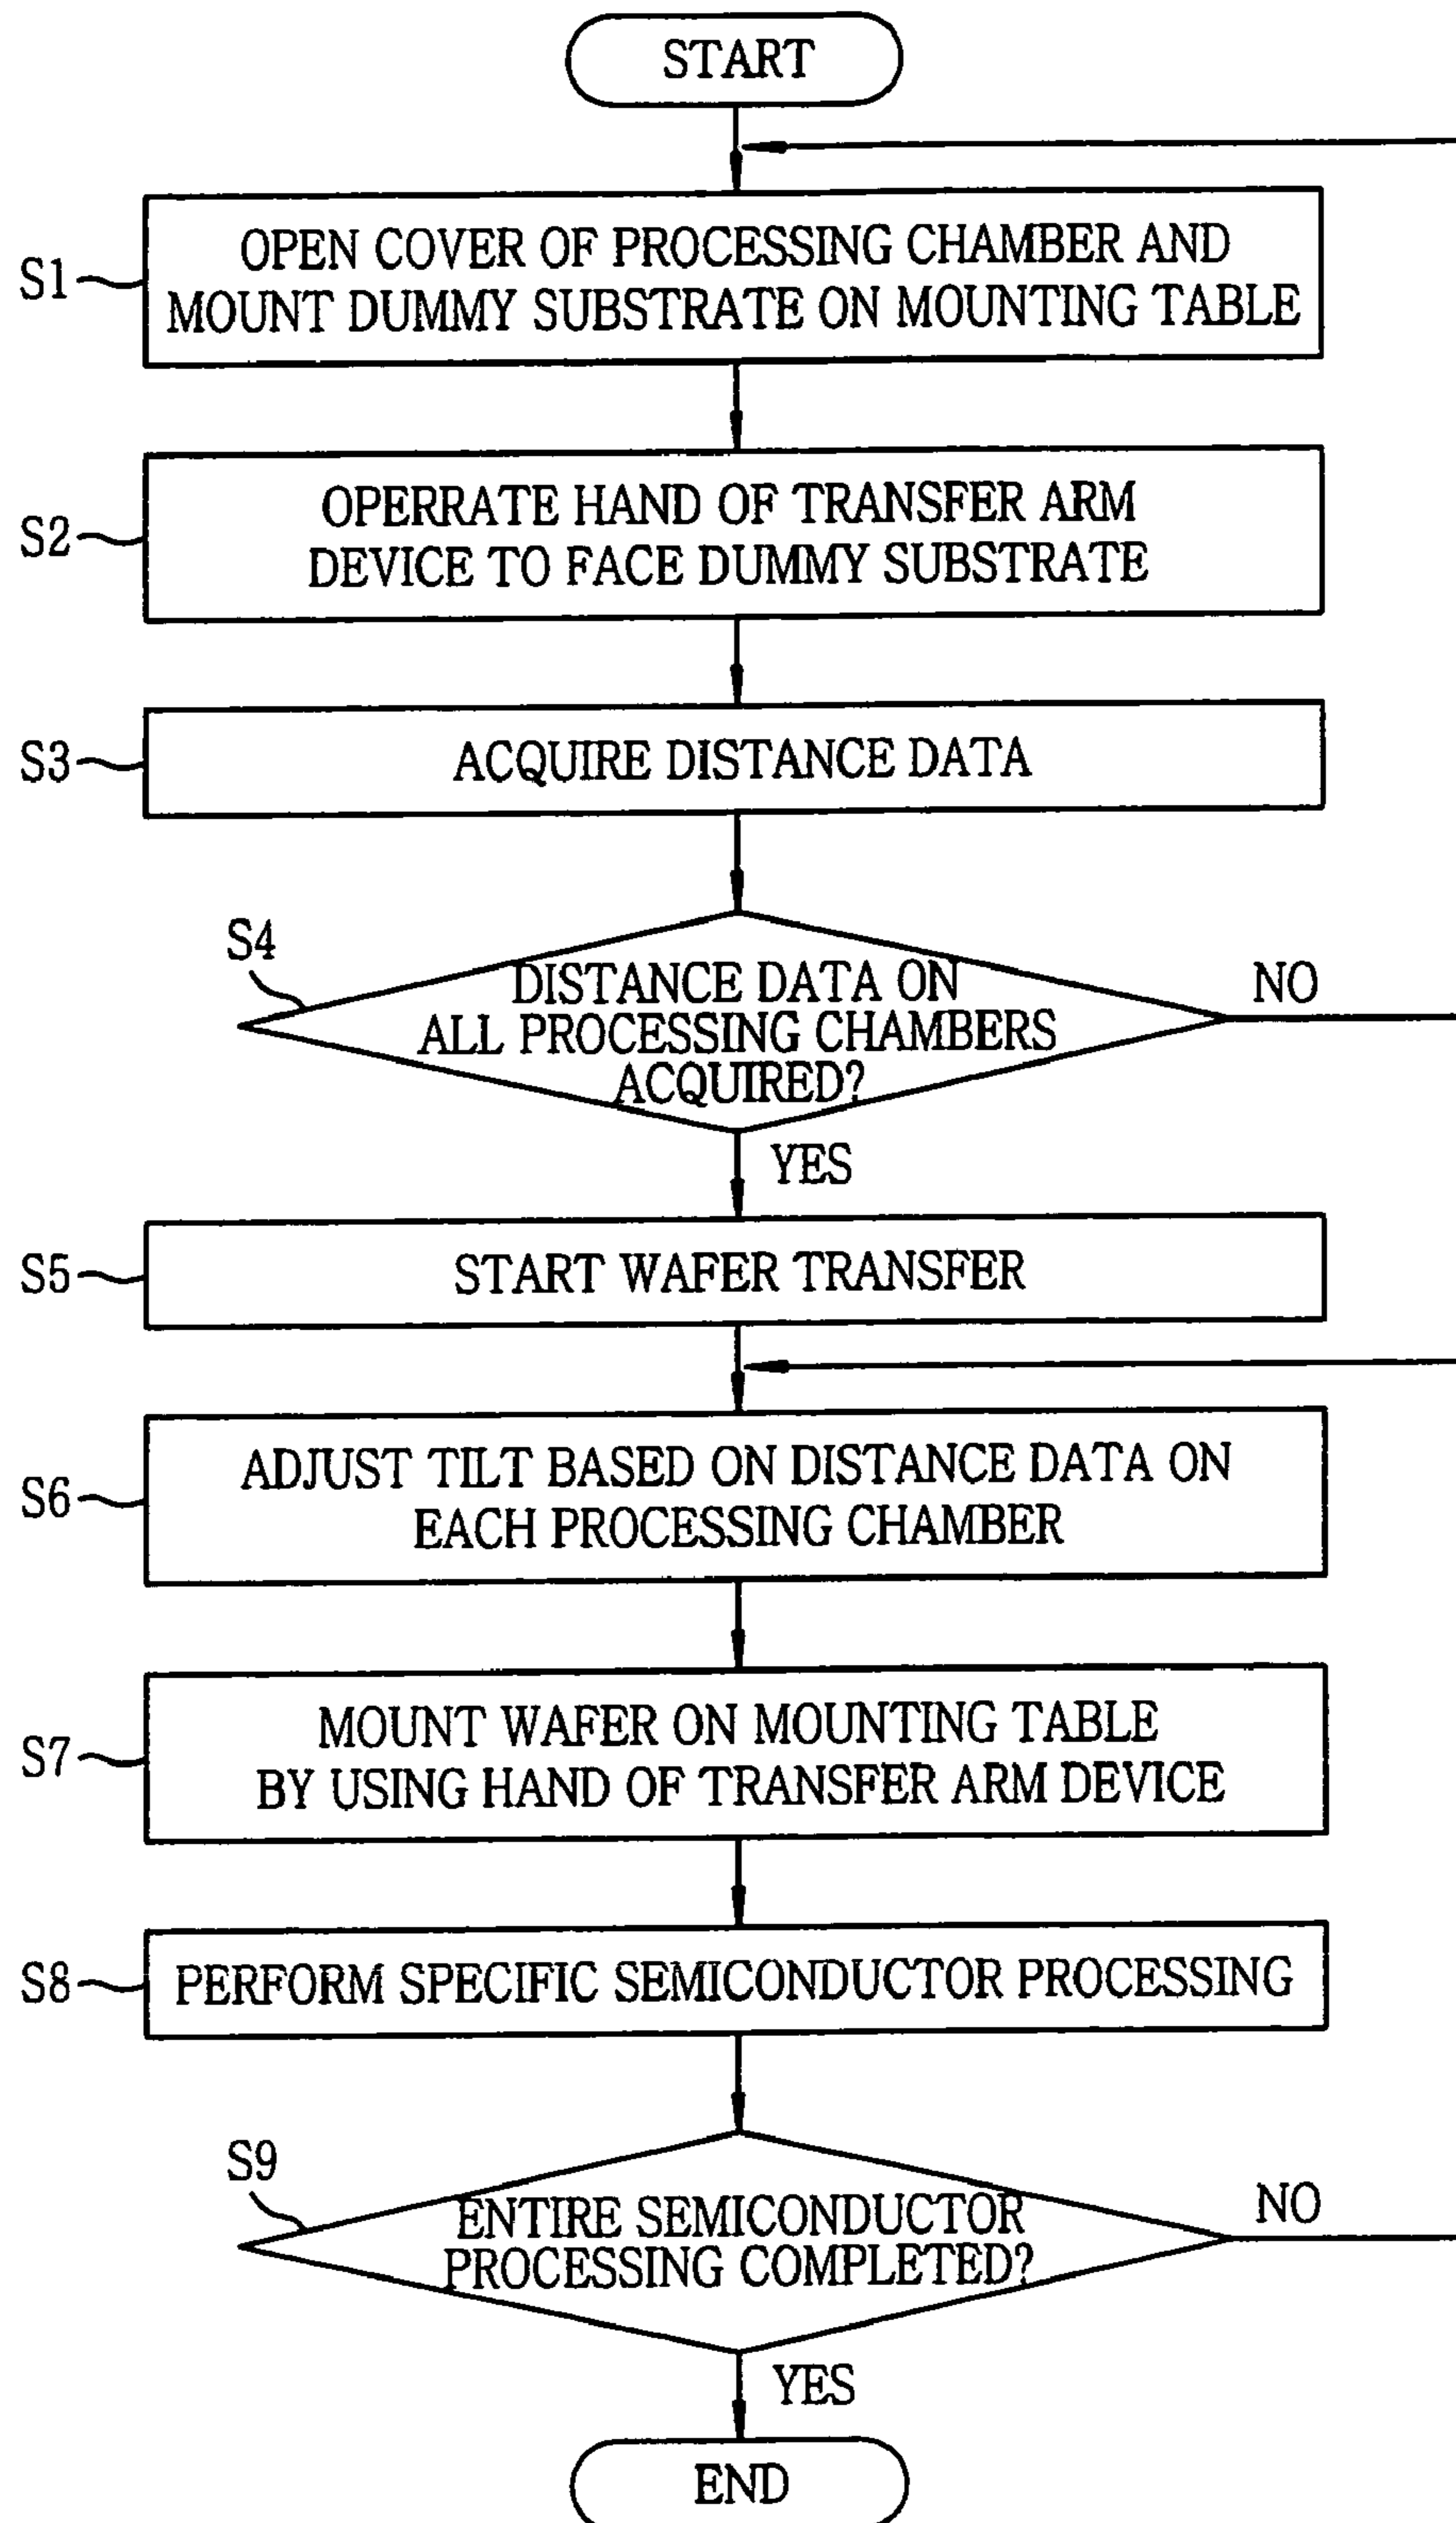 START
S1
OPEN COVER OF PROCESSING CHAMBER AND
MOUNT DUMMY SUBSTRATE ON MOUNTING TABLE
S2
OPERRATE HAND OF TRANSFER ARM
DEVICE TO FACE DUMMY SUBSTRATE
S3
ACQUIRE DISTANCE DATA
S4
DISTANCE DATA ON
ALL PROCESSING CHAMBERS
ACQUIRED?
NO
YES
S5
START WAFER TRANSFER
S6
ADJUST TILT BASED ON DISTANCE DATA ON
EACH PROCESSING CHAMBER
S7
MOUNT WAFER ON MOUNTING TABLE
BY USING HAND OF TRANSFER ARM DEVICE
S8
PERFORM SPECIFIC SEMICONDUCTOR PROCESSING
S9
ENTIRE SEMICONDUCTOR
PROCESSING COMPLETED?
NO
YES
END